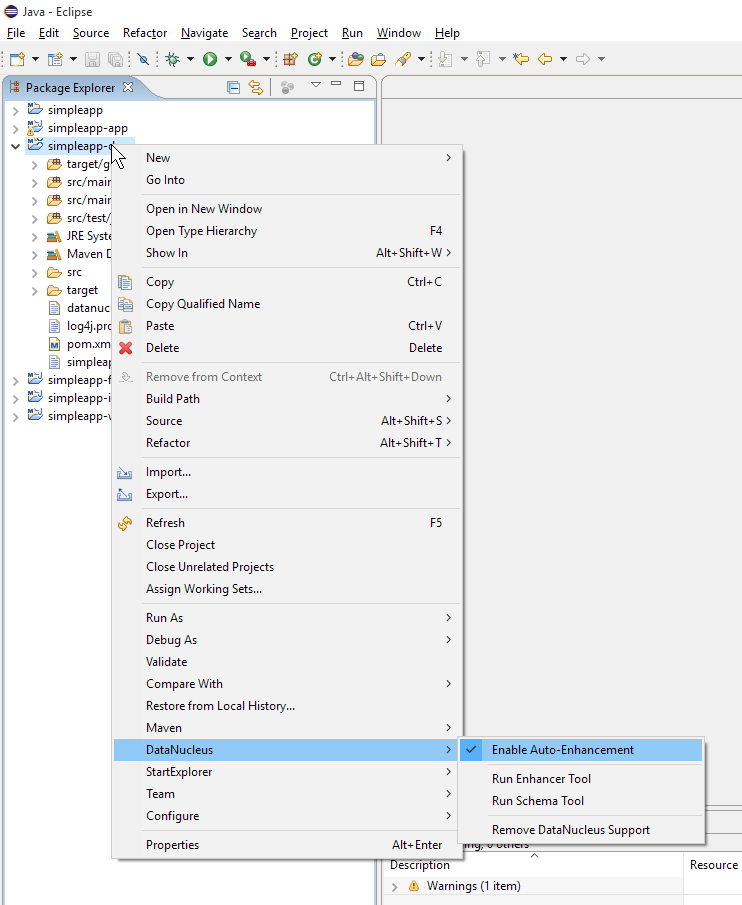 Java - Eclipse
File Edit Source Refactor Navigate Search Project Run Window Help
Package Explorer
simpleapp
simpleapp-app
simpleapp-d
target/g
src/main
src/main
src/test/
JRE Syste
Maven D
src
target
datanuc
log4j.pro
pom.xm
simpleap
simpleapp-f
simpleapp-i
simpleapp-w
New
Go Into
Open in New Window
Open Type Hierarchy F4
Show In Alt+Shift+W
Copy Ctrl+C
Copy Qualified Name
Paste Ctrl+V
Delete Delete
Remove from Context Ctrl+Alt+Shift+Down
Build Path
Source Alt+Shift+S
Refactor Alt+Shift+T
Import...
Export...
Refresh F5
Close Project
Close Unrelated Projects
Assign Working Sets...
Run As
Debug As
Validate
Compare With
Restore from Local History...
Maven
DataNucleus
StartExplorer
Team
Configure
Properties Alt+Enter
Enable Auto-Enhancement
Run Enhancer Tool
Run Schema Tool
Remove DataNucleus Support
ing, 0 others
Description Resource
Warnings (1 item)